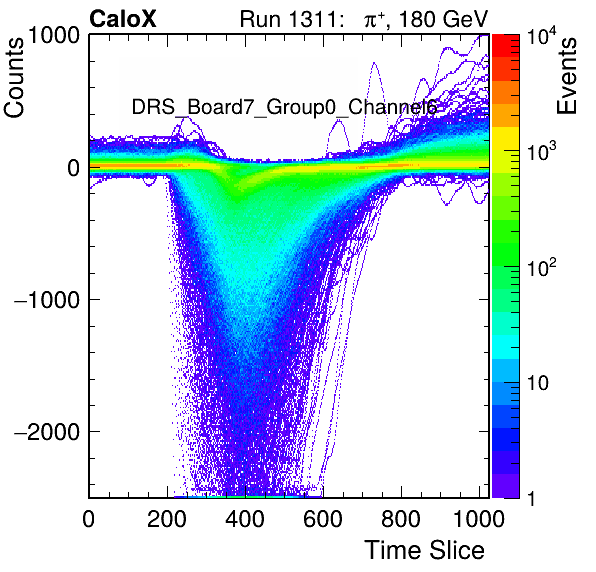 CaloX Run 1311: π⁺, 180 GeV
Counts
Events
DRS_Board7_Group0_Channel6
1000
0
−1000
−2000
10⁴
10³
10²
10
1
0 200 400 600 800 1000
Time Slice